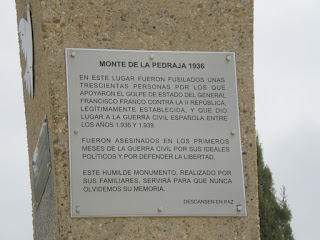 MONTE DE LA PEDRAJA 1936
EN ESTE LUGAR FUERON FUSILADOS UNAS
TRESCIENTAS PERSONAS POR LOS QUE
APOYARON EL GOLPE DE ESTADO DEL GENERAL
FRANCISCO FRANCO CONTRA LA II REPÚBLICA,
LEGÍTIMAMENTE ESTABLECIDA, Y QUE DIO
LUGAR A LA GUERRA CIVIL ESPAÑOLA ENTRE
LOS AÑOS 1.936 Y 1.939.
FUERON ASESINADOS EN LOS PRIMEROS
MESES DE LA GUERRA CIVIL POR SUS IDEALES
POLÍTICOS Y POR DEFENDER LA LIBERTAD.
ESTE HUMILDE MONUMENTO, REALIZADO POR
SUS FAMILIARES, SERVIRÁ PARA QUE NUNCA
OLVIDEMOS SU MEMORIA.
DESCANSEN EN PAZ